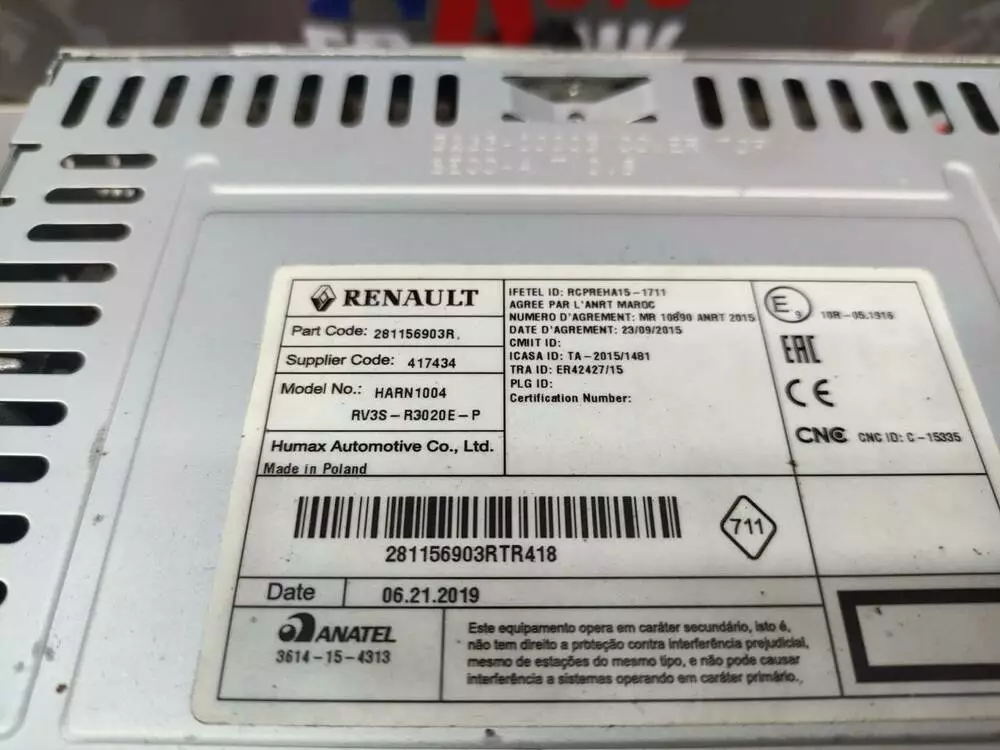 RENAULT
Part Code: 281156903R.
Supplier Code: 417434
Model No.: HARN1004
RV3S-R3020E-P
Humax Automotive Co., Ltd.
Made in Poland
IFETEL ID: RCPREHA15-1711
AGREE PAR L'ANRT MAROC
NUMERO D'AGREMENT: MR 10890 ANRT 2015
DATE D'AGREMENT: 23/09/2015
CMIIT ID:
ICASA ID: TA-2015/1481
TRA ID: ER42427/15
PLG ID:
Certification Number:
E9 10R-05.1916
EAC
CE
CNC CNC ID: C-15335
281156903RTR418
711
Date 06.21.2019
ANATEL
3614-15-4313
Este equipamento opera em caráter secundário, isto é,
não tem direito a proteção contra interferência prejudicial,
mesmo de estações do mesmo tipo, e não pode causar
interferência a sistemas operando em caráter primário.,